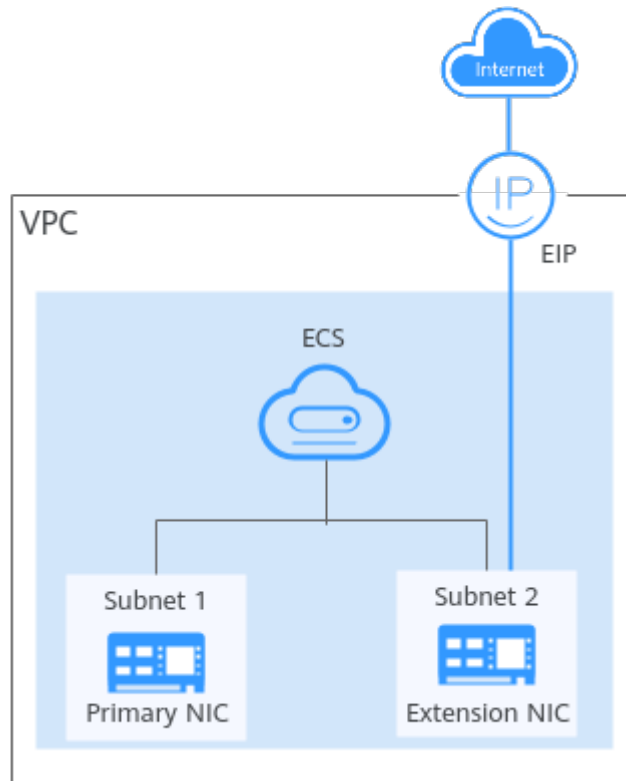 Internet
IP
VPC
EIP
ECS
Subnet 1
Subnet 2
Primary NIC
Extension NIC